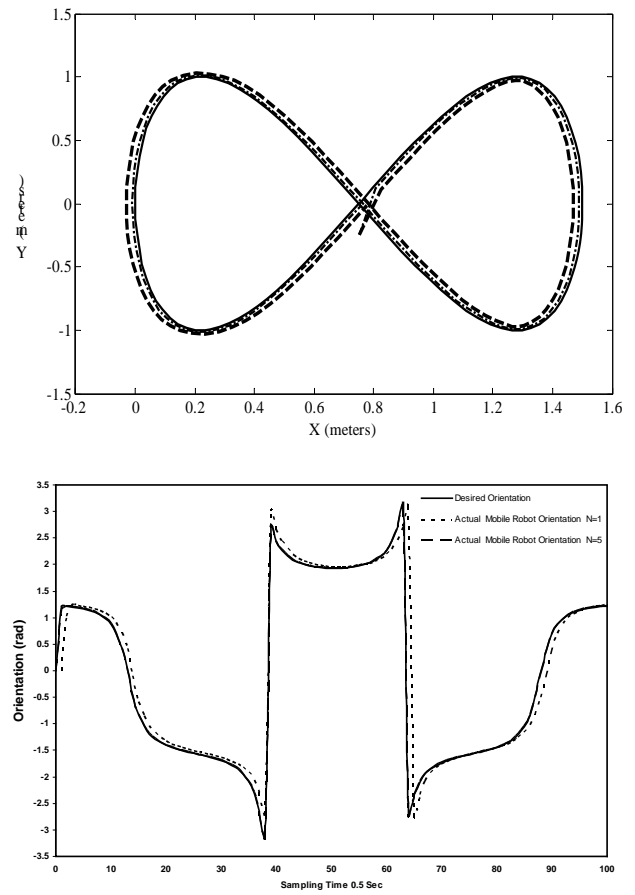 1.5
1
0.5
0
-0.5
-1
-1.5
-0.2 0 0.2 0.4 0.6 0.8 1 1.2 1.4 1.6
X (meters)
3.5
3
2.5
2
1.5
1
0.5
0
-0.5
-1
-1.5
-2
-2.5
-3
-3.5
Orientation (rad)
Desired Orientation
Actual Mobile Robot Orientation N=1
Actual Mobile Robot Orientation N=5
0 10 20 30 40 50 60 70 80 90 100
Sampling Time 0.5 Sec